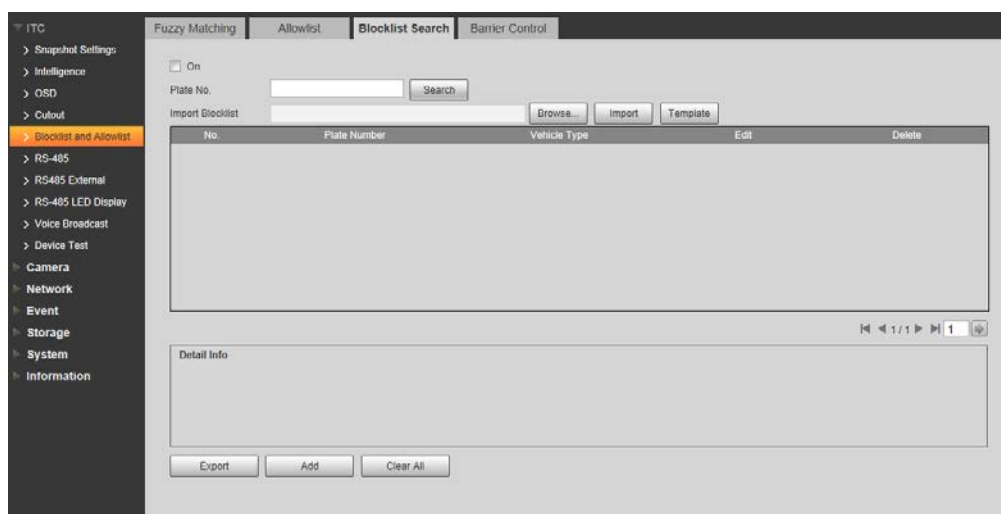 ITC
Snapshot Settings
Intelligence
OSD
Cutout
Blocklist and Allowlist
RS-485
RS485 External
RS-485 LED Display
Voice Broadcast
Device Test
Camera
Network
Event
Storage
System
Information
Fuzzy Matching Allowlist Blocklist Search Barrier Control
On
Plate No. Search
Import Blocklist Browse... Import Template
No. Plate Number Vehicle Type Edit Delete
1/1 1
Detail Info
Export Add Clear All